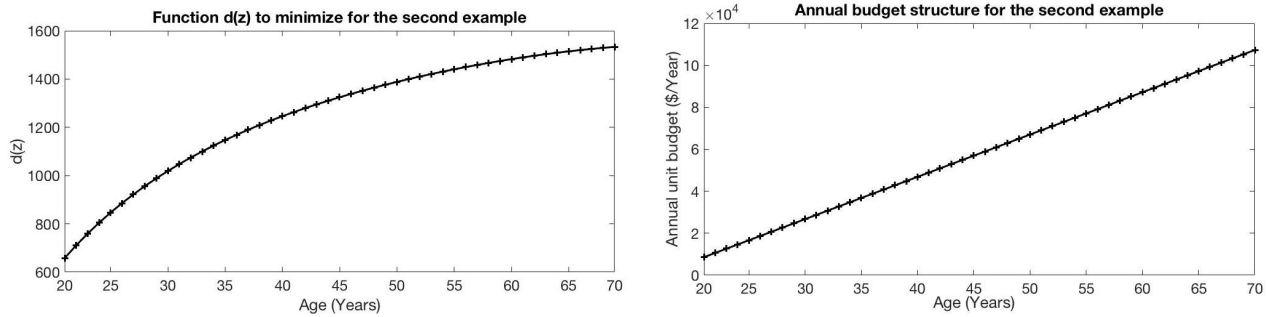 Function d(z) to minimize for the second example
1600
1400
1200
1000
800
600
d(z)
20 25 30 35 40 45 50 55 60 65 70
Age (Years)
Annual budget structure for the second example
×10⁴
12
10
8
6
4
2
0
Annual unit budget ($/Year)
20 25 30 35 40 45 50 55 60 65 70
Age (Years)